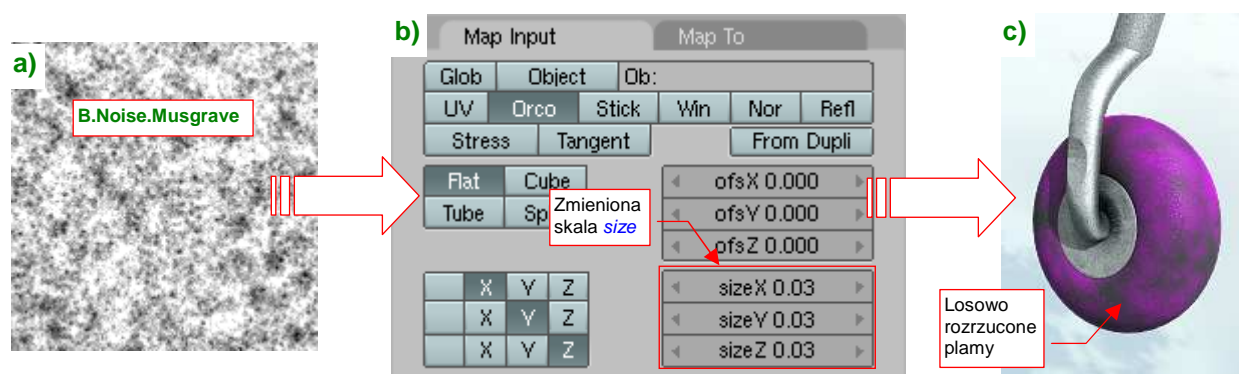 a)
B.Noise.Musgrave
b)
Map Input
Map To
Glob
Object
Ob:
UV
Orco
Stick
Win
Nor
Refl
Stress
Tangent
From Dupli
Flat
Cube
Tube
Sp
ofsX 0.000
ofsY 0.000
ofsZ 0.000
Zmieniona
skala size
X
Y
Z
X
Y
Z
X
Y
Z
sizeX 0.03
sizeY 0.03
sizeZ 0.03
c)
Losowo
rozrzucone
plamy